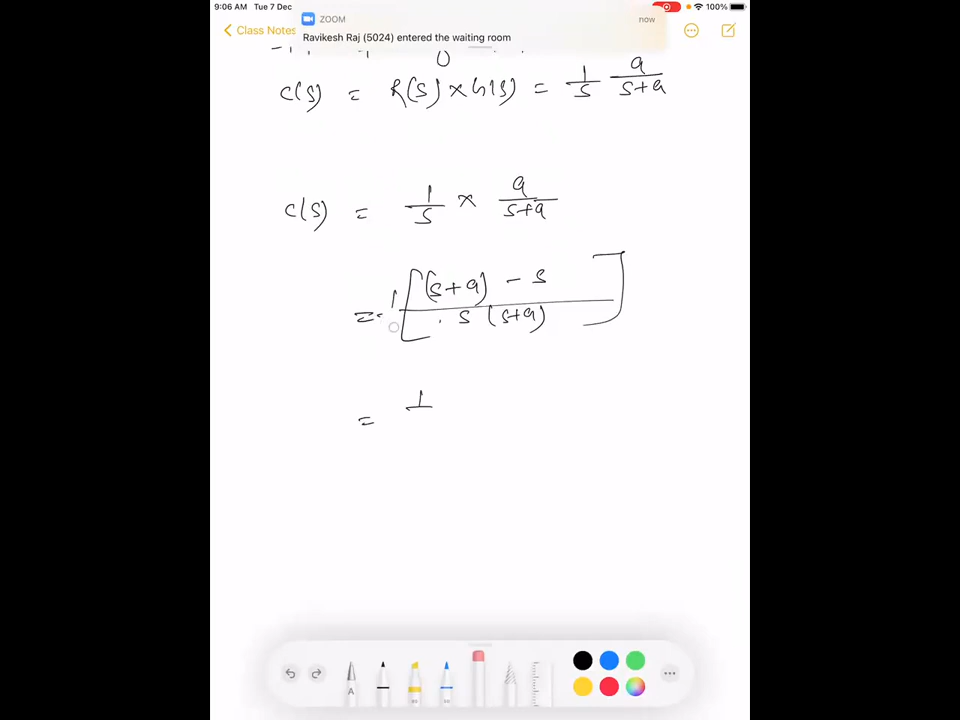 9:06 AM Tue 7 Dec 100%
ZOOM now
Ravikesh Raj (5024) entered the waiting room
Class Notes
C(s) = R(s) × G(s) = 1/s a/s+a
C(s) = 1/s × a/s+a
= 1 [(s+a) - s / s (s+a)]
= 1
A